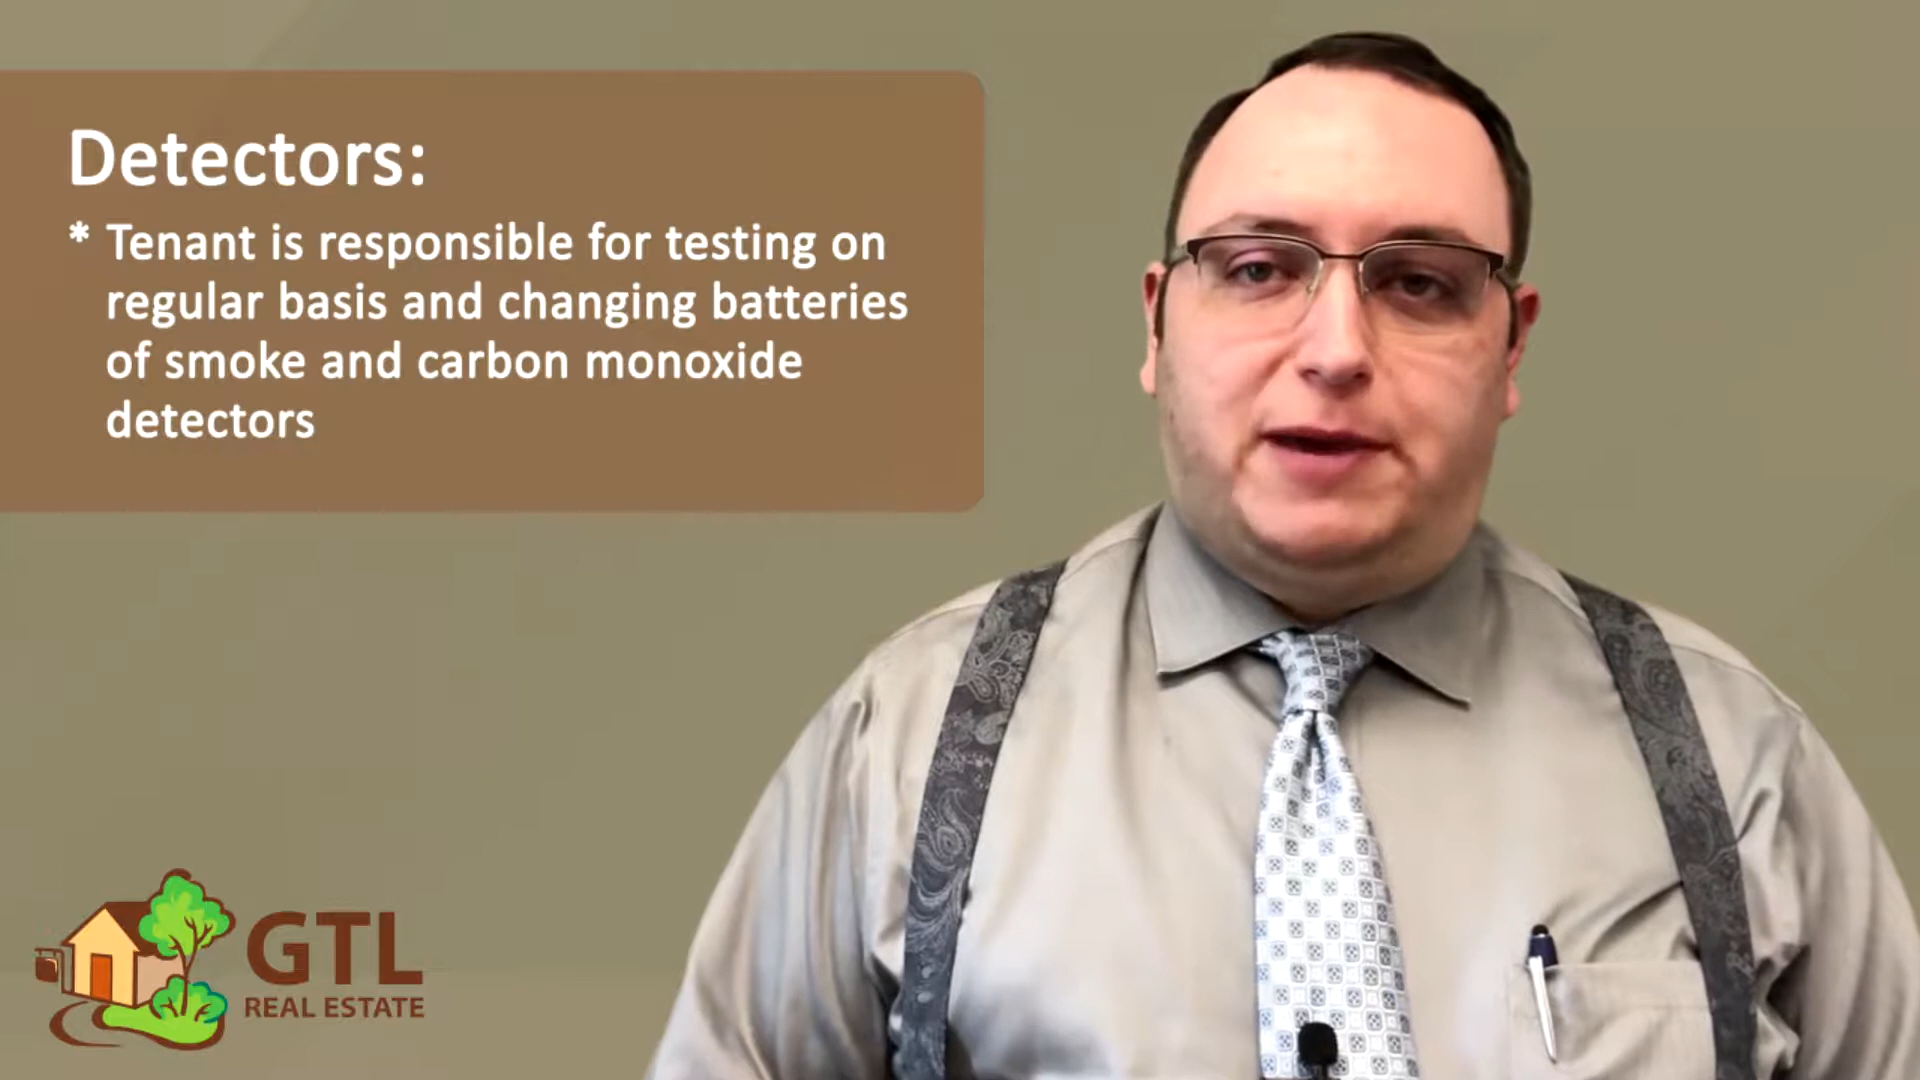 Detectors:
* Tenant is responsible for testing on
regular basis and changing batteries
of smoke and carbon monoxide
detectors
GTL
REAL ESTATE